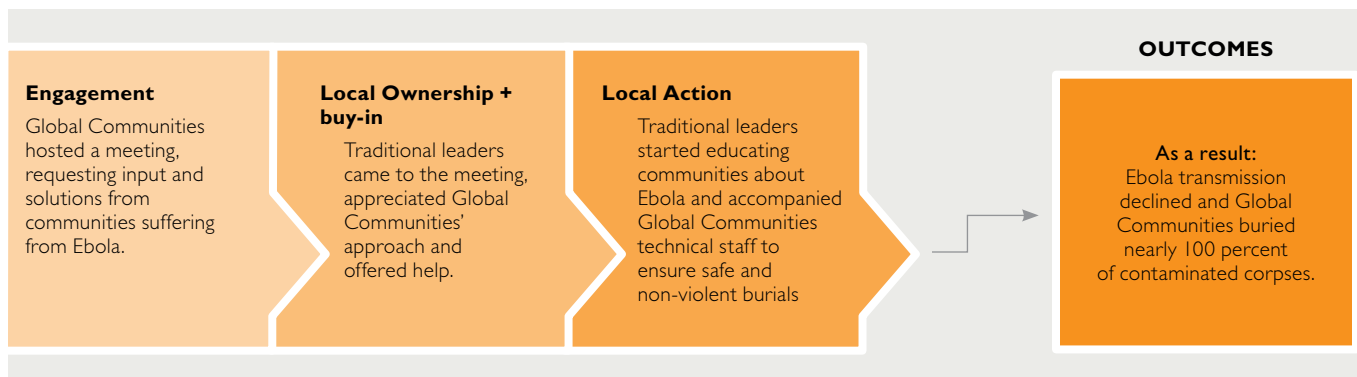 Engagement
Global Communities
hosted a meeting,
requesting input and
solutions from
communities suffering
from Ebola.
Local Ownership +
buy-in
Traditional leaders
came to the meeting,
appreciated Global
Communities’
approach and
offered help.
Local Action
Traditional leaders
started educating
communities about
Ebola and accompanied
Global Communities
technical staff to
ensure safe and
non-violent burials
OUTCOMES
As a result:
Ebola transmission
declined and Global
Communities buried
nearly 100 percent
of contaminated corpses.